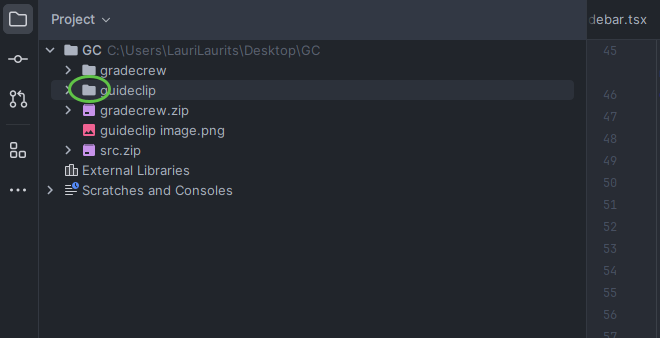 Project
debar.tsx
GC C:\Users\LauriLaurits\Desktop\GC
gradecrew
guideclip
gradecrew.zip
guideclip image.png
src.zip
External Libraries
Scratches and Consoles
45
46
47
48
49
50
51
52
53
54
55
56
57